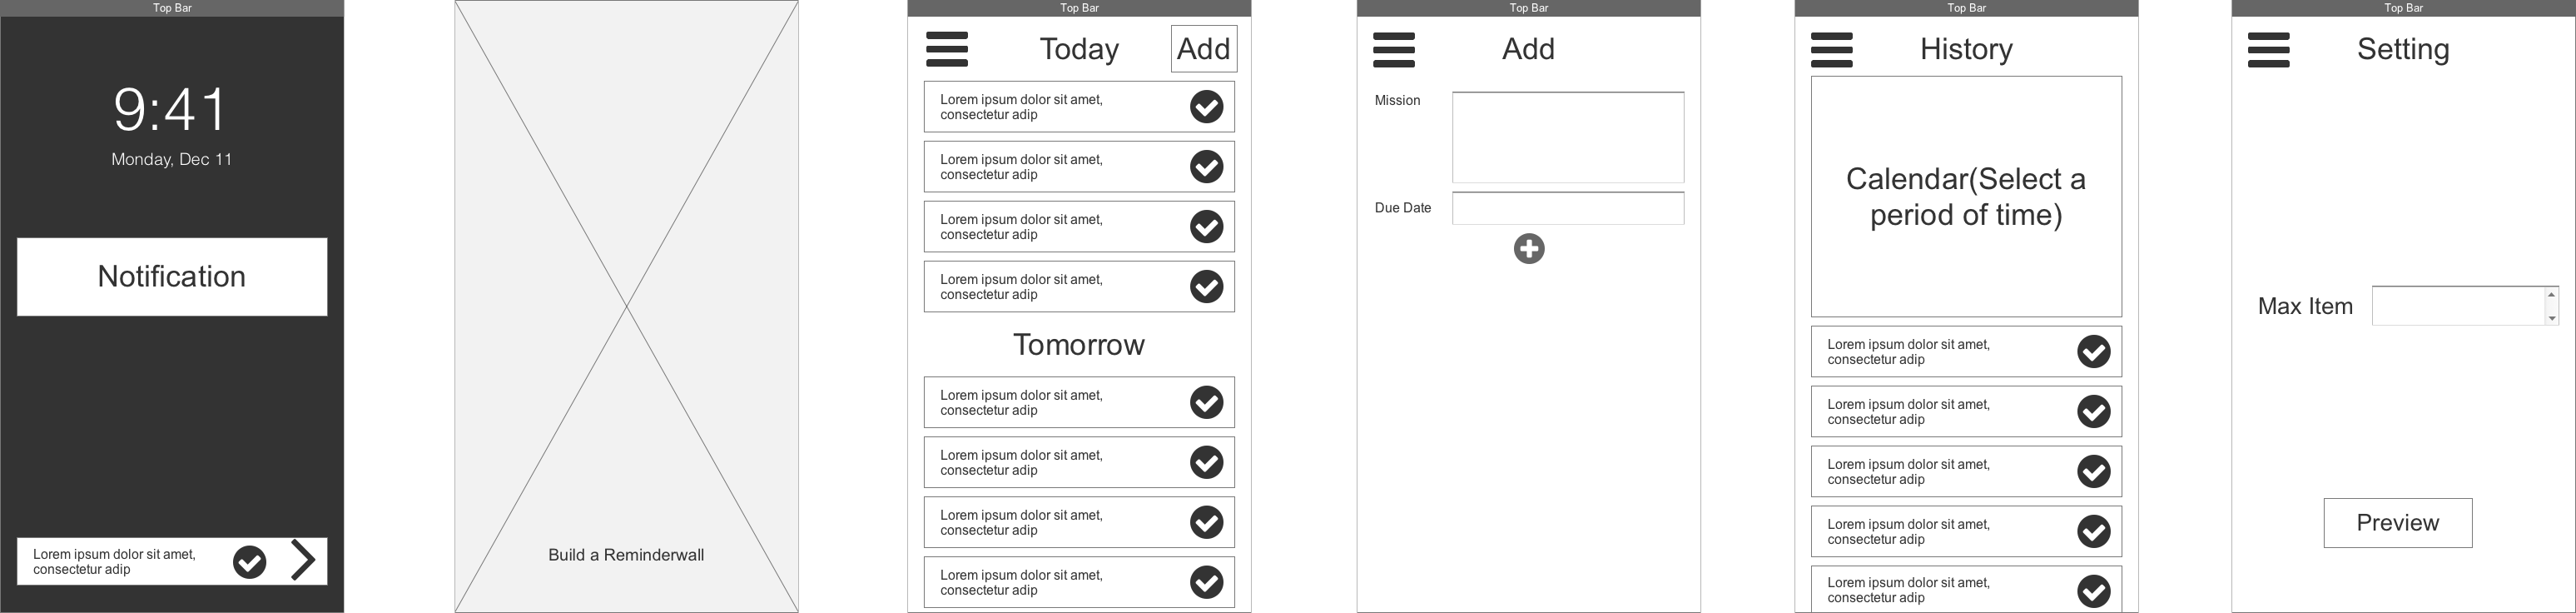 Top Bar
9:41
Monday, Dec 11
Notification
Lorem ipsum dolor sit amet,
consectetur adip
Build a Reminderwall
Top Bar
Today
Add
Lorem ipsum dolor sit amet,
consectetur adip
Lorem ipsum dolor sit amet,
consectetur adip
Lorem ipsum dolor sit amet,
consectetur adip
Lorem ipsum dolor sit amet,
consectetur adip
Tomorrow
Lorem ipsum dolor sit amet,
consectetur adip
Lorem ipsum dolor sit amet,
consectetur adip
Lorem ipsum dolor sit amet,
consectetur adip
Lorem ipsum dolor sit amet,
consectetur adip
Top Bar
Add
Mission
Due Date
Top Bar
History
Calendar(Select a
period of time)
Lorem ipsum dolor sit amet,
consectetur adip
Lorem ipsum dolor sit amet,
consectetur adip
Lorem ipsum dolor sit amet,
consectetur adip
Lorem ipsum dolor sit amet,
consectetur adip
Lorem ipsum dolor sit amet,
consectetur adip
Top Bar
Setting
Max Item
Preview